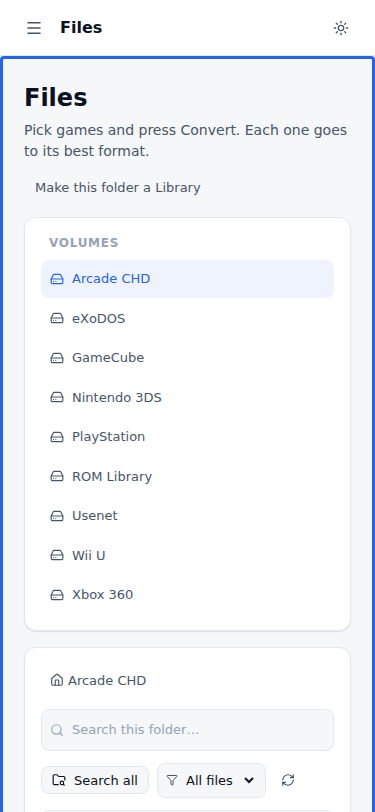 Files
Files
Pick games and press Convert. Each one goes
to its best format.
Make this folder a Library
VOLUMES
Arcade CHD
eXoDOS
GameCube
Nintendo 3DS
PlayStation
ROM Library
Usenet
Wii U
Xbox 360
Arcade CHD
Search this folder…
Search all
All files